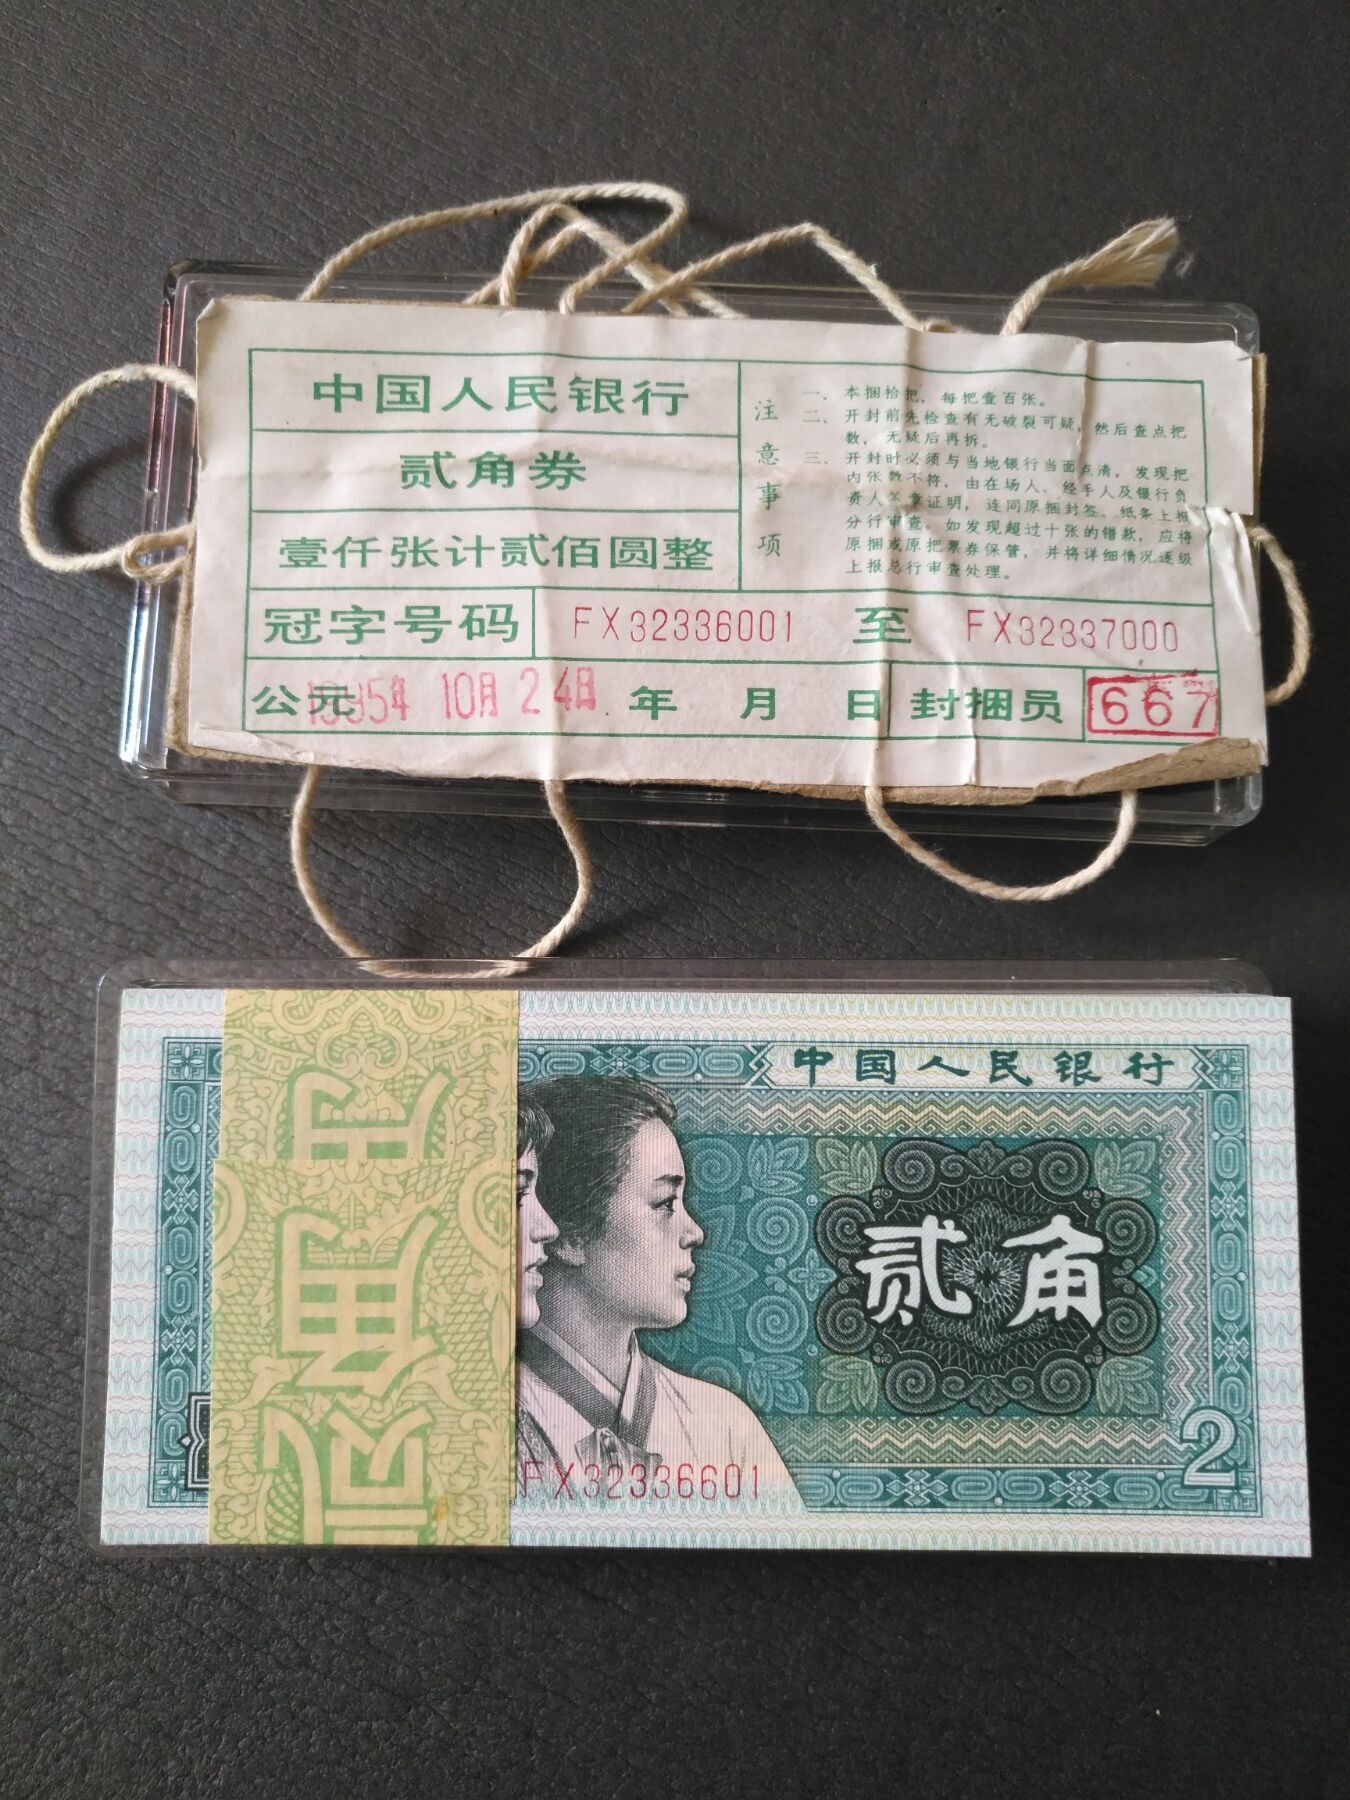 中国人民银行
贰角券
壹仟张计贰佰圆整
注意事项
一、本捆拾把，每把壹百张。
二、开封前先检查有无破裂可疑，然后查点把
数，无疑后再拆。
三、开封时必须与当地银行当面点清，发现把
内张数不符，由在场人、经手人及银行负
责人签章证明，连同原捆封签、纸条上报
分行审查。如发现超过十张的错款，应将
原捆或原把票券保管，并将详细情况逐级
上报总行审查处理。
冠字号码 FX32336001 至 FX32337000
公元 1995年 10月 24日 年 月 日 封捆员 667
中国人民银行
贰角
FX32336601
2